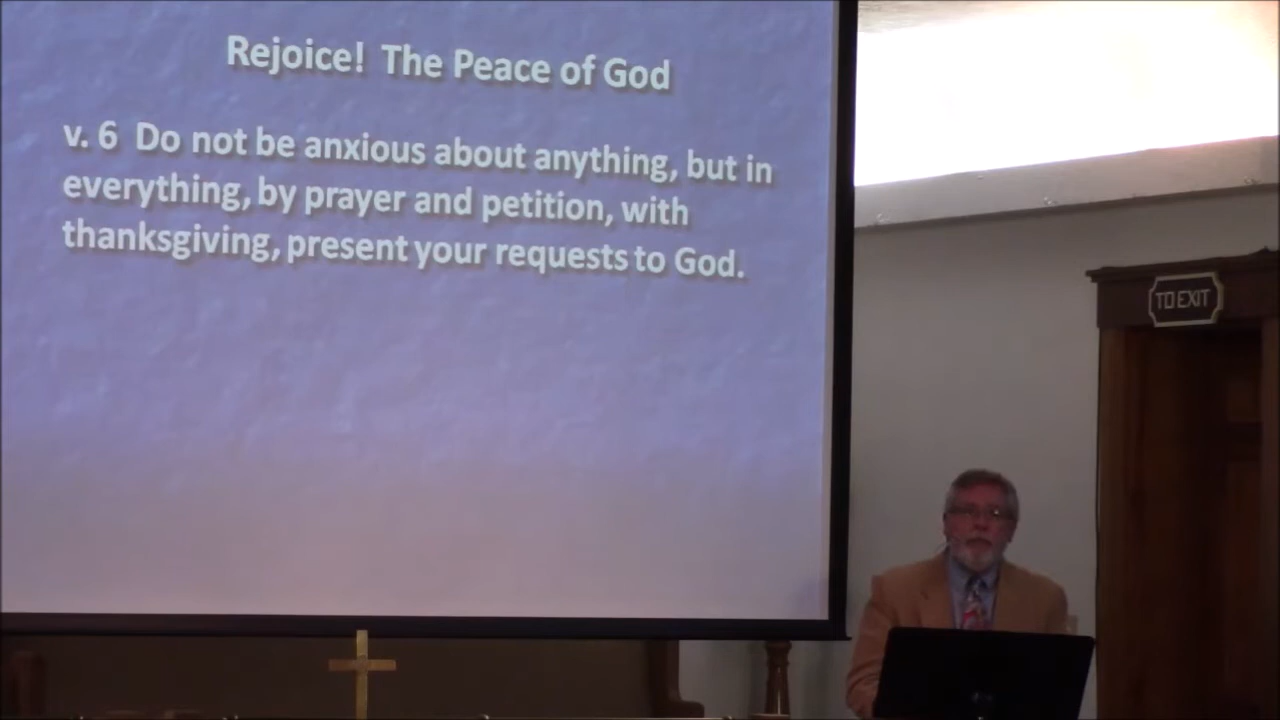 Rejoice! The Peace of God
v. 6 Do not be anxious about anything, but in
everything, by prayer and petition, with
thanksgiving, present your requests to God.
TO EXIT